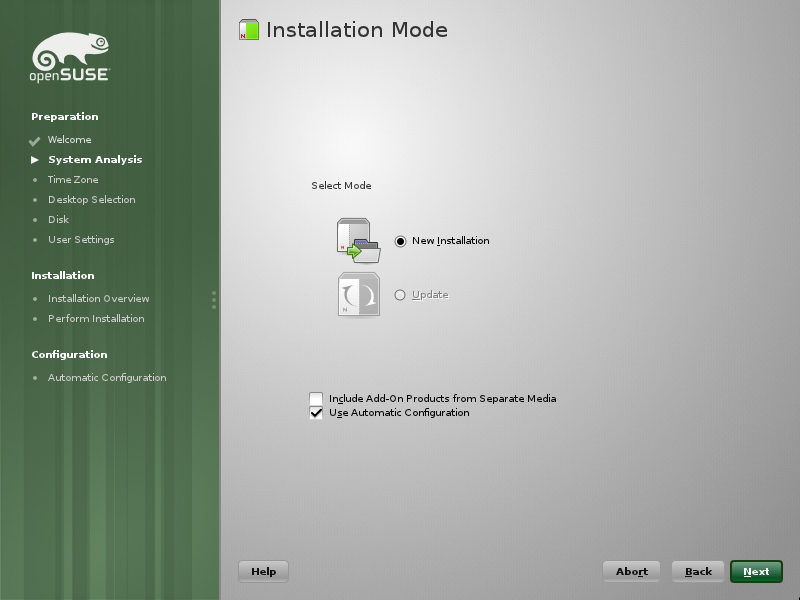 openSUSE
Preparation
Welcome
System Analysis
Time Zone
Desktop Selection
Disk
User Settings
Installation
Installation Overview
Perform Installation
Configuration
Automatic Configuration
Installation Mode
Select Mode
New Installation
Update
Include Add-On Products from Separate Media
Use Automatic Configuration
Help
Abort
Back
Next